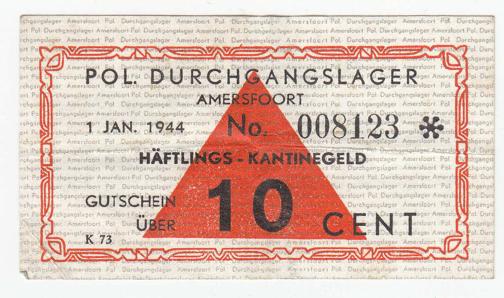 POL. DURCHGANGSLAGER
AMERSFOORT
1 JAN. 1944 No. 008123 *
HÄFTLINGS - KANTINEGELD
GUTSCHEIN
ÜBER 10 CENT
K 73